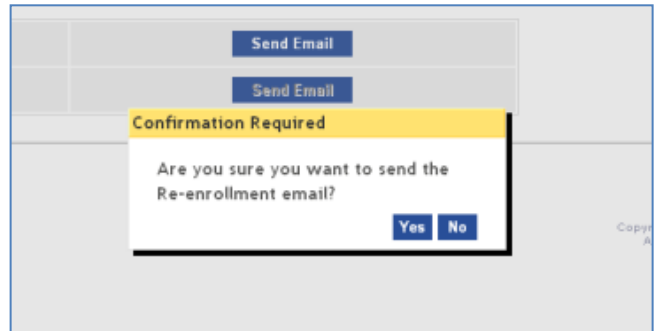 Send Email
Send Email
Confirmation Required
Are you sure you want to send the
Re-enrollment email?
Yes No